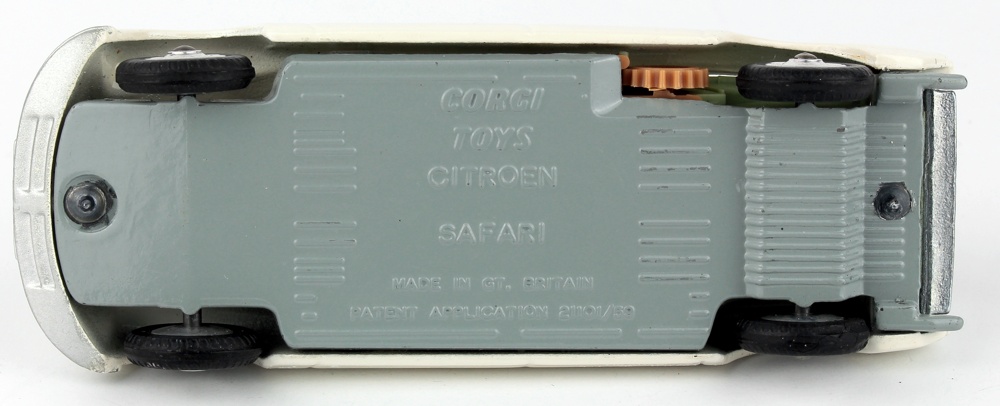 CORGI
TOYS
CITROEN
SAFARI
MADE IN GT. BRITAIN
PATENT APPLICATION 21101/59